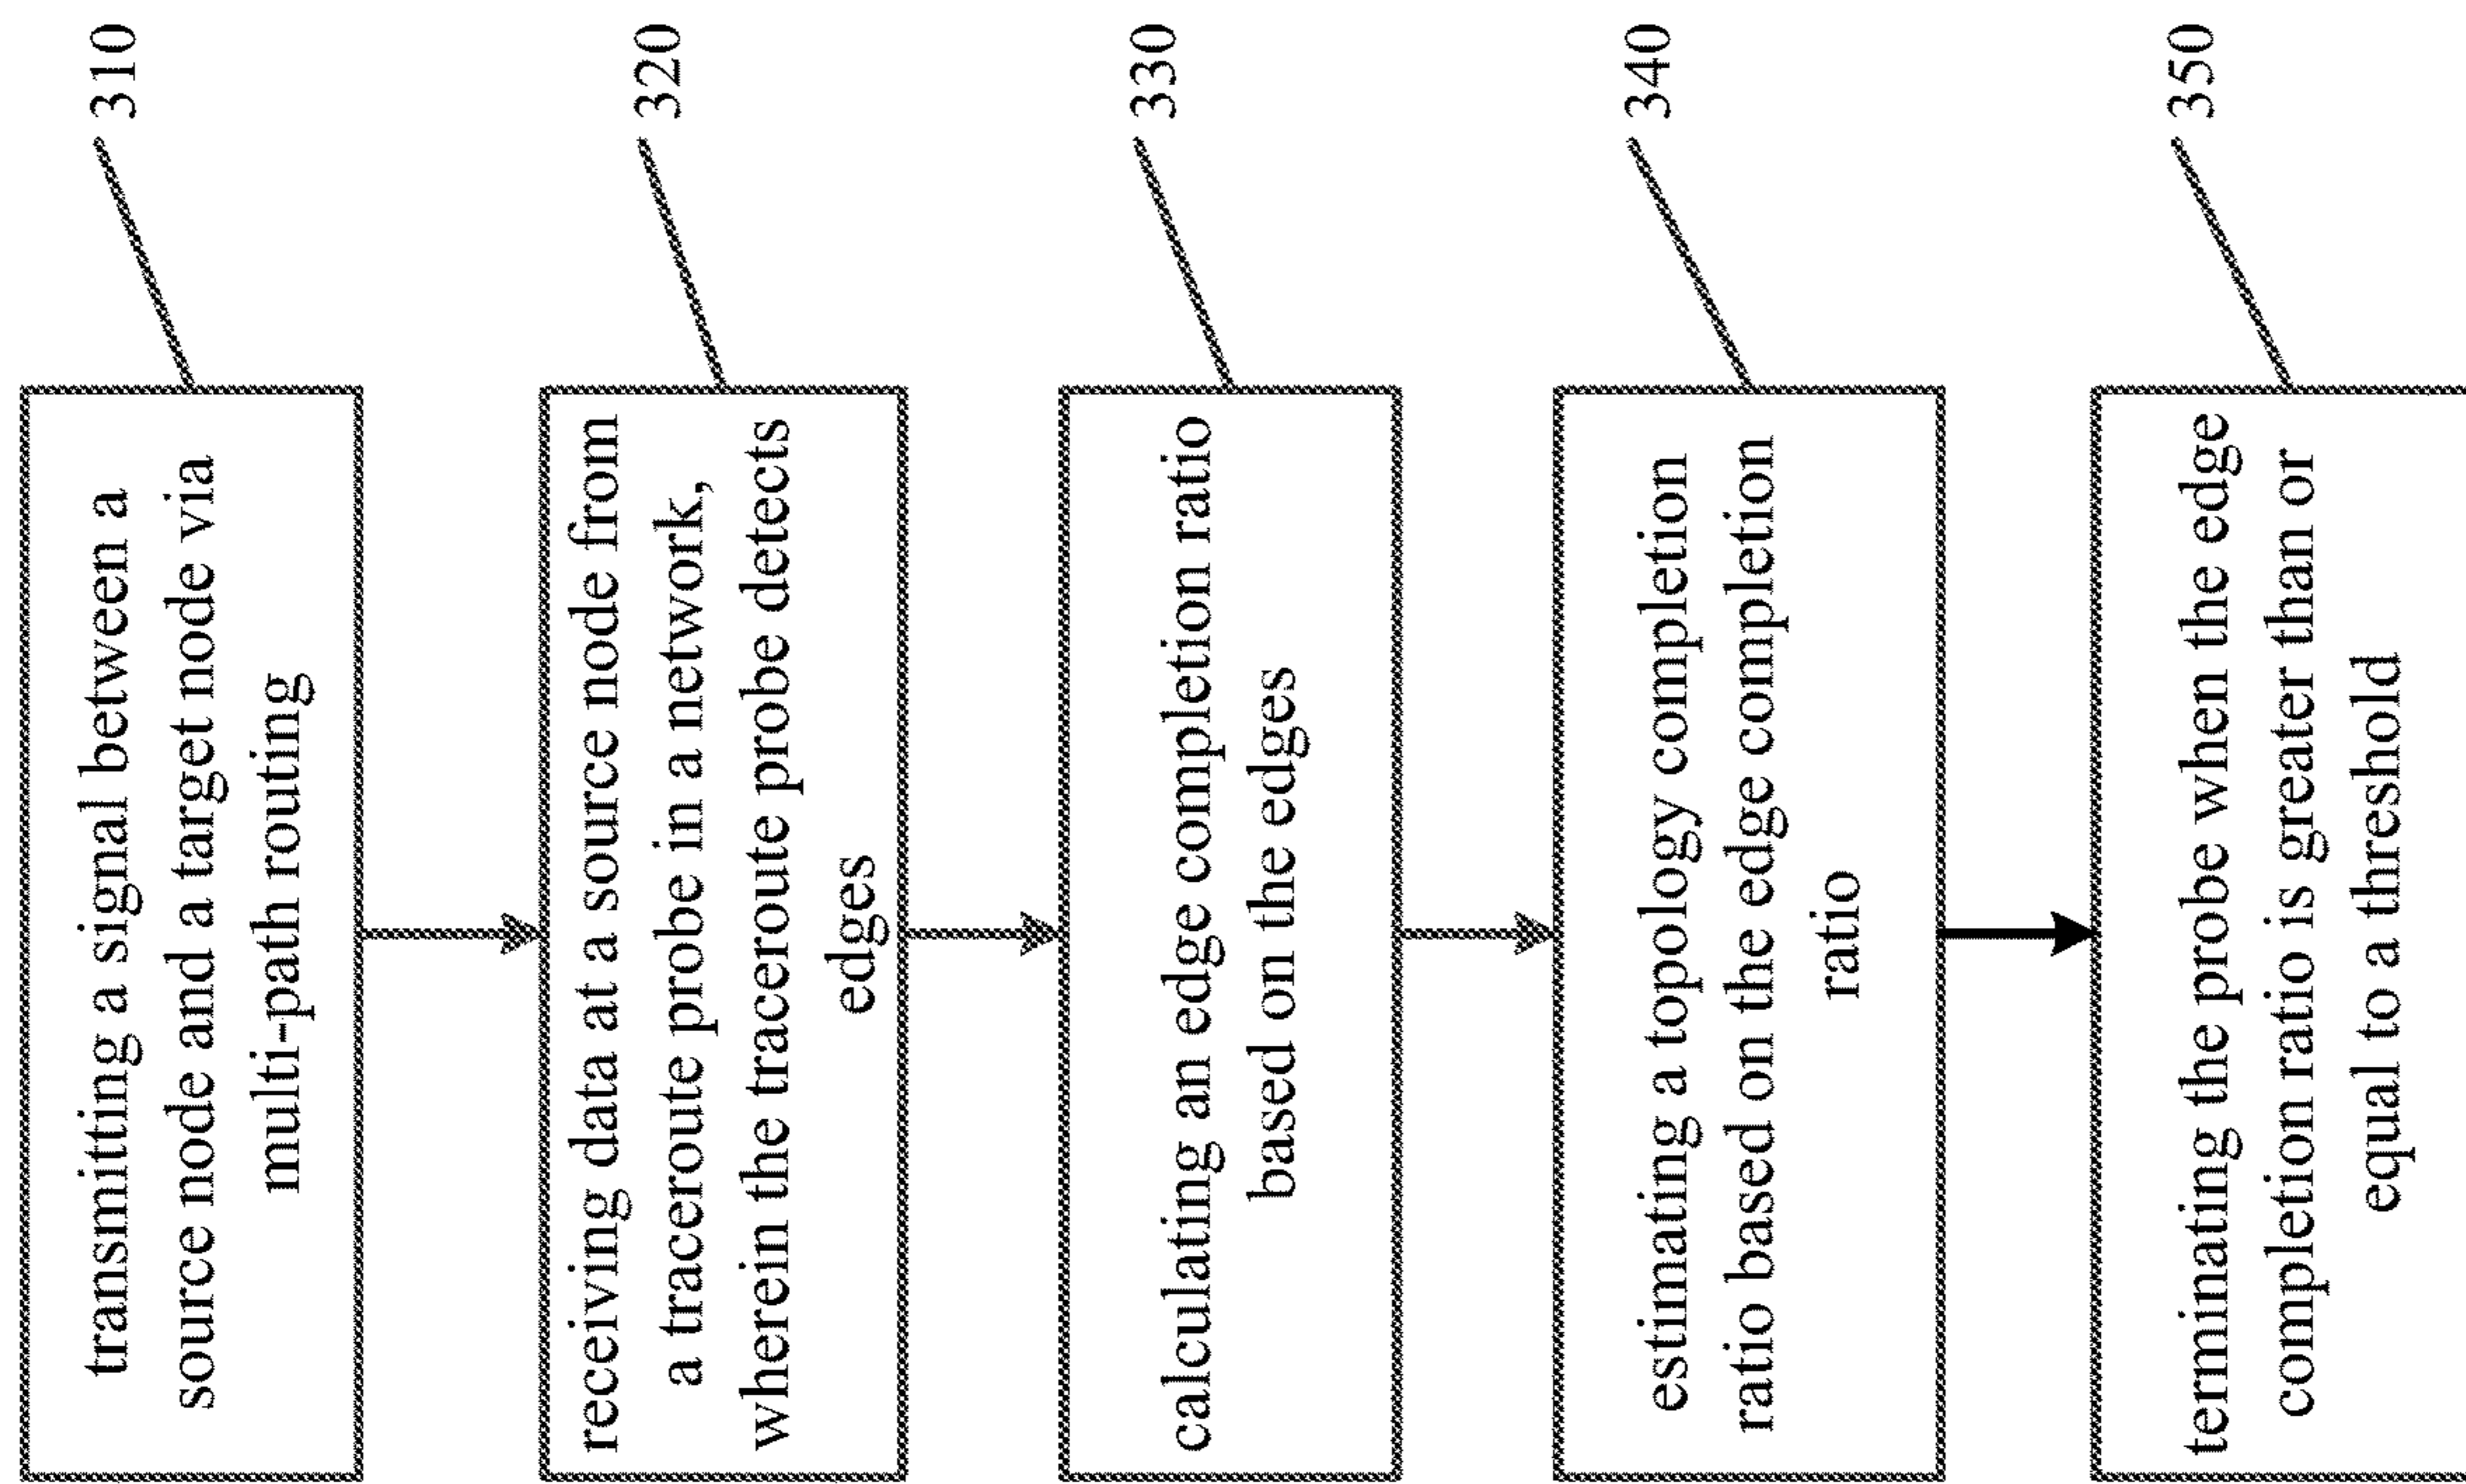 transmitting a signal between a
source node and a target node via
multi-path routing
310
receiving data at a source node from
a traceroute probe in a network,
wherein the traceroute probe detects
edges
320
calculating an edge completion ratio
based on the edges
330
estimating a topology completion
ratio based on the edge completion
ratio
340
terminating the probe when the edge
completion ratio is greater than or
equal to a threshold
350